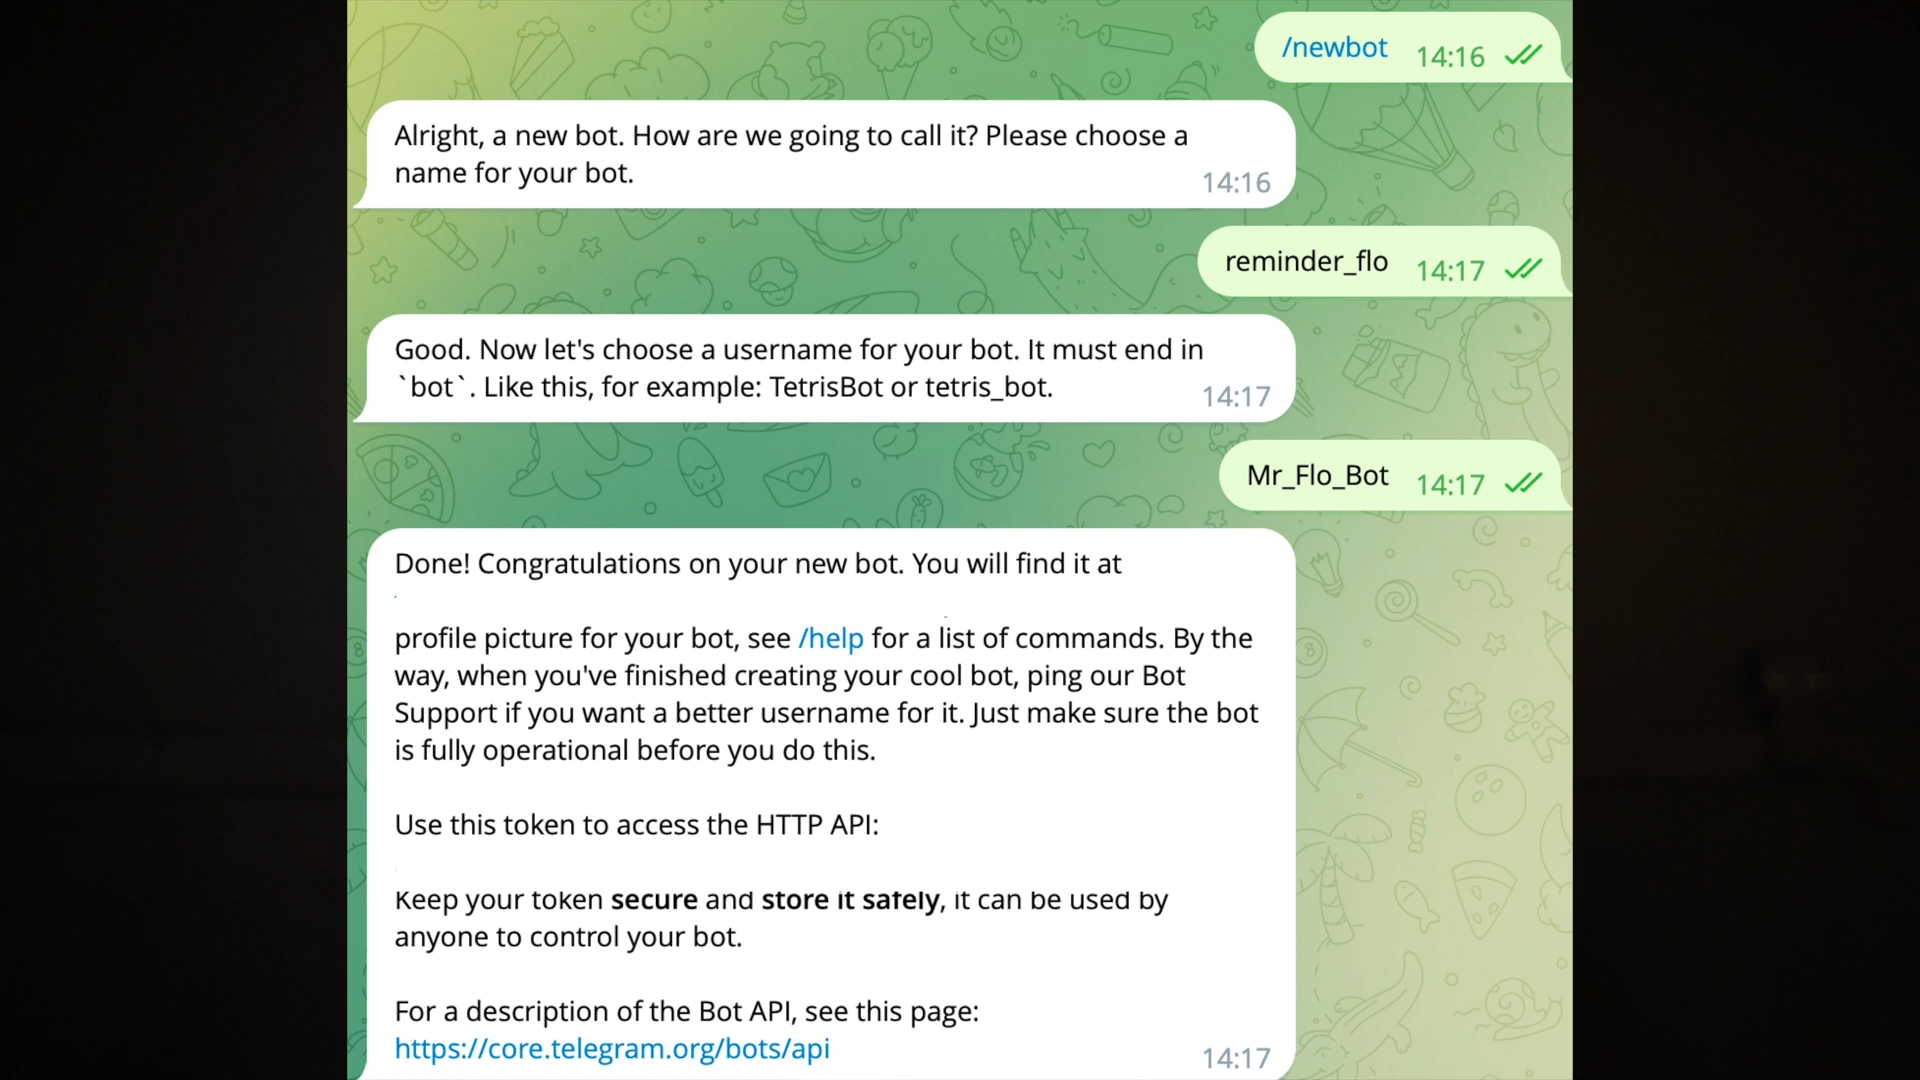 /newbot 14:16
Alright, a new bot. How are we going to call it? Please choose a
name for your bot.
14:16
reminder_flo 14:17
Good. Now let's choose a username for your bot. It must end in
`bot`. Like this, for example: TetrisBot or tetris_bot.
14:17
Mr_Flo_Bot 14:17
Done! Congratulations on your new bot. You will find it at
profile picture for your bot, see /help for a list of commands. By the
way, when you've finished creating your cool bot, ping our Bot
Support if you want a better username for it. Just make sure the bot
is fully operational before you do this.
Use this token to access the HTTP API:
Keep your token secure and store it safely, it can be used by
anyone to control your bot.
For a description of the Bot API, see this page:
https://core.telegram.org/bots/api
14:17